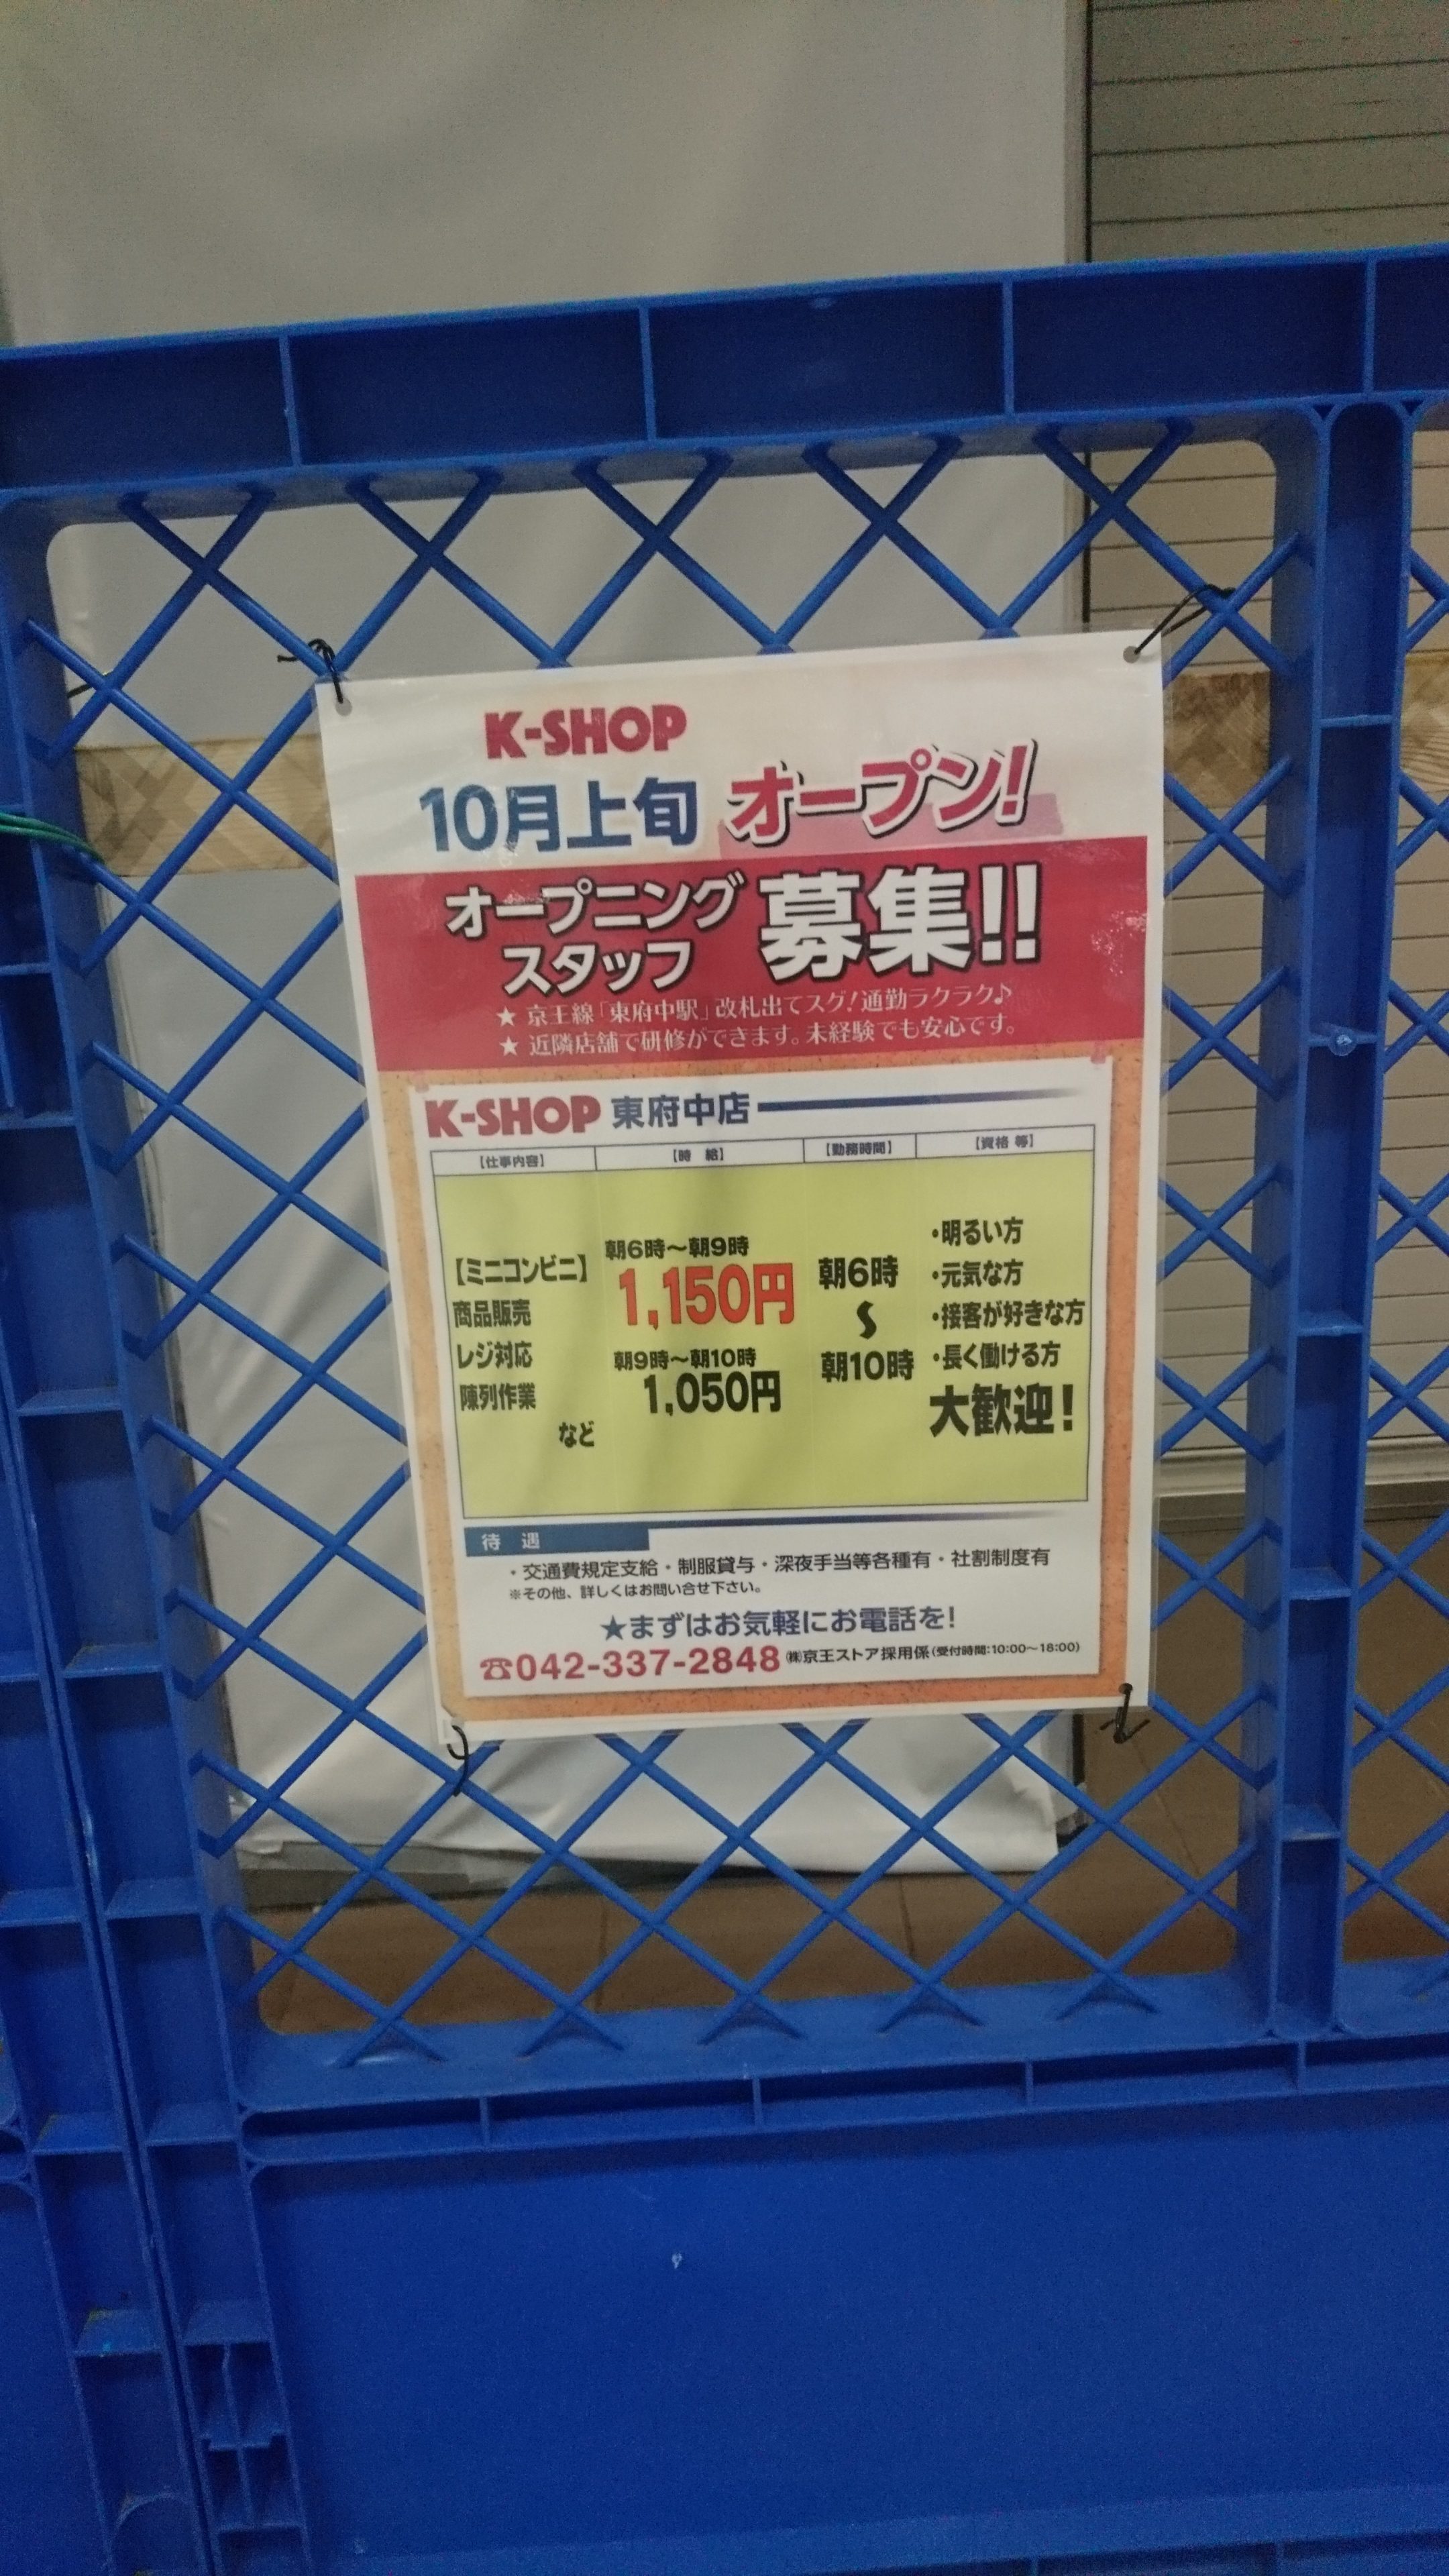 K-SHOP
10月上旬 オープン!
オープニング
スタッフ
募集!!
★ 京王線「東府中駅」改札出てスグ!通勤ラクラク♪
★ 近隣店舗で研修ができます。未経験でも安心です。
K-SHOP 東府中店
【仕事内容】 【時 給】 【勤務時間】 【資格 等】
【ミニコンビニ】
商品販売
レジ対応
陳列作業
など
朝6時~朝9時
1,150円
朝9時~朝10時
1,050円
朝6時
~
朝10時
・明るい方
・元気な方
・接客が好きな方
・長く働ける方
大歓迎!
待 遇
・交通費規定支給・制服貸与・深夜手当等各種有・社割制度有
※その他、詳しくはお問い合せ下さい。
★まずはお気軽にお電話を!
☎042-337-2848 ㈱京王ストア採用係(受付時間:10:00~18:00)